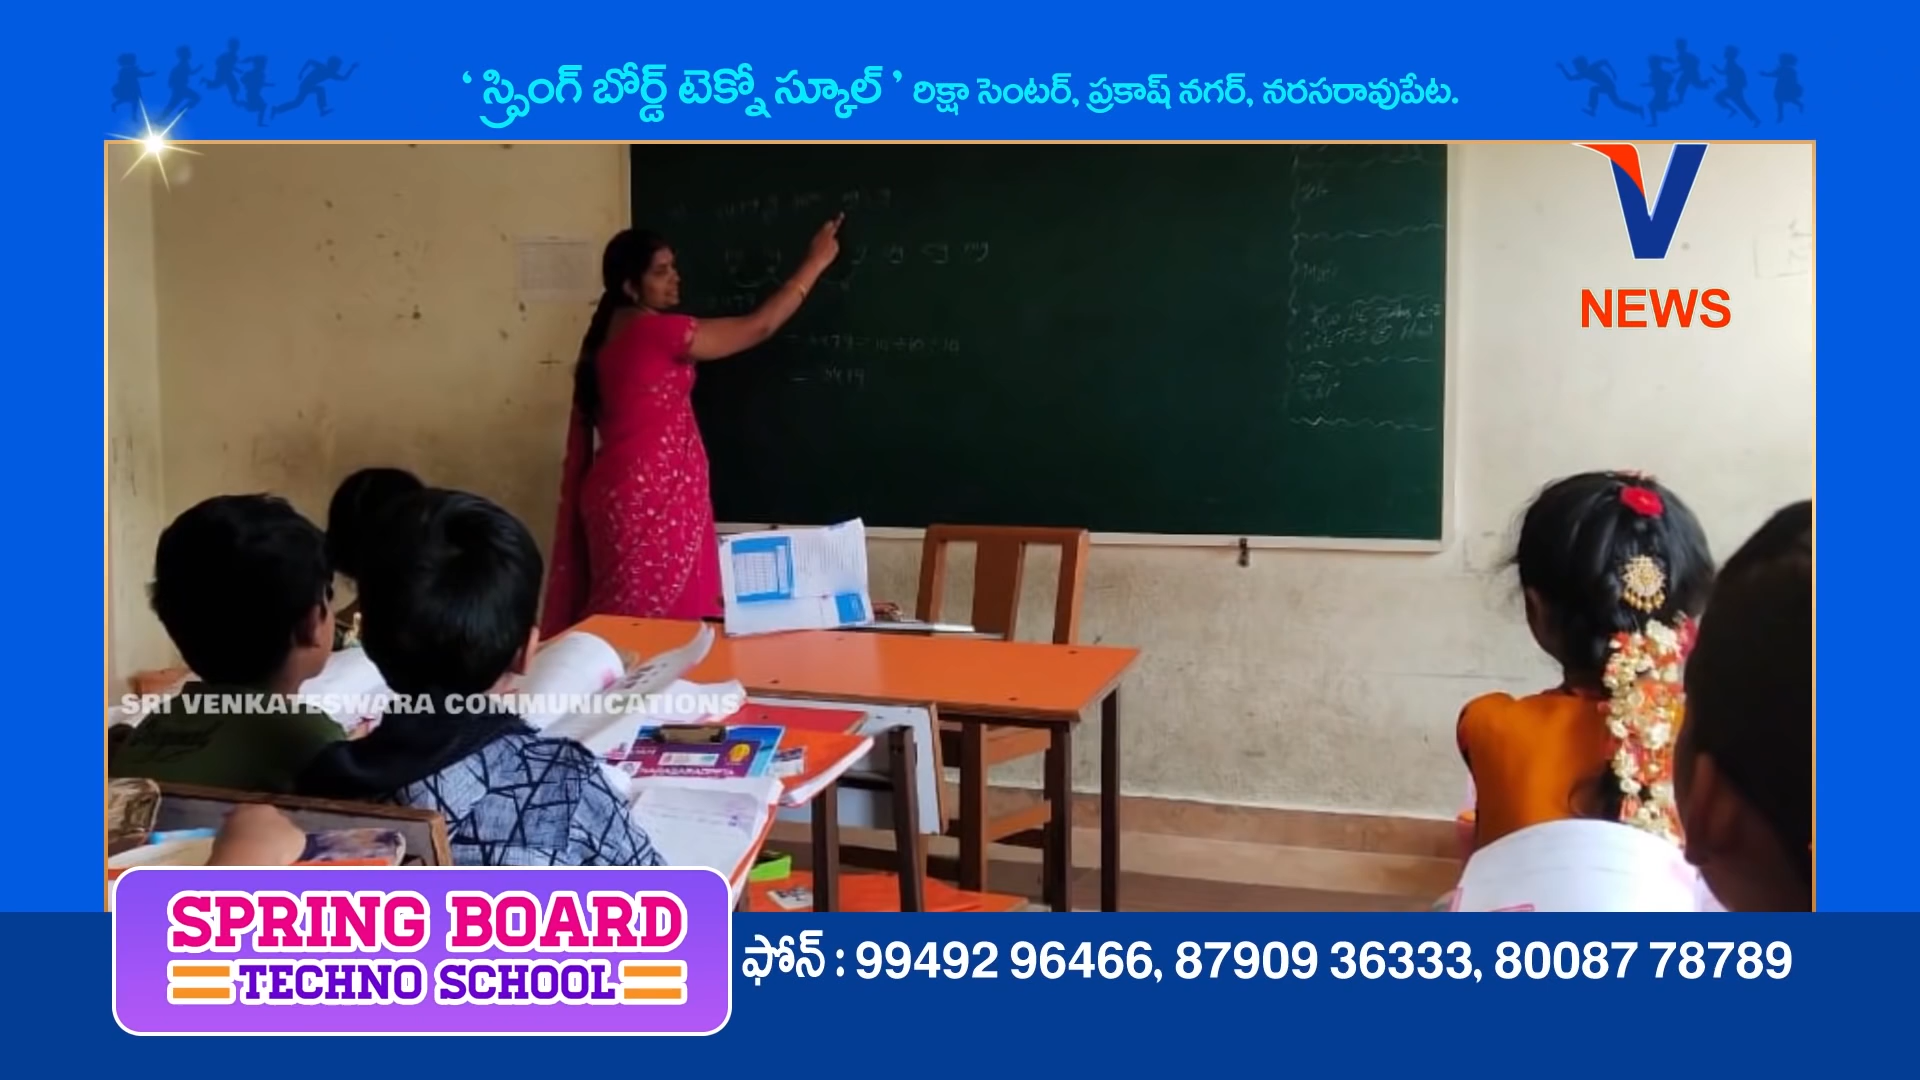 ‘ స్ప్రింగ్ బోర్డ్ టెక్నో స్కూల్ ’ రిక్షా సెంటర్, ప్రకాష్ నగర్, నరసరావుపేట.
V
NEWS
SRI VENKATESWARA COMMUNICATIONS
SPRING BOARD
TECHNO SCHOOL
ఫోన్ : 99492 96466, 87909 36333, 80087 78789